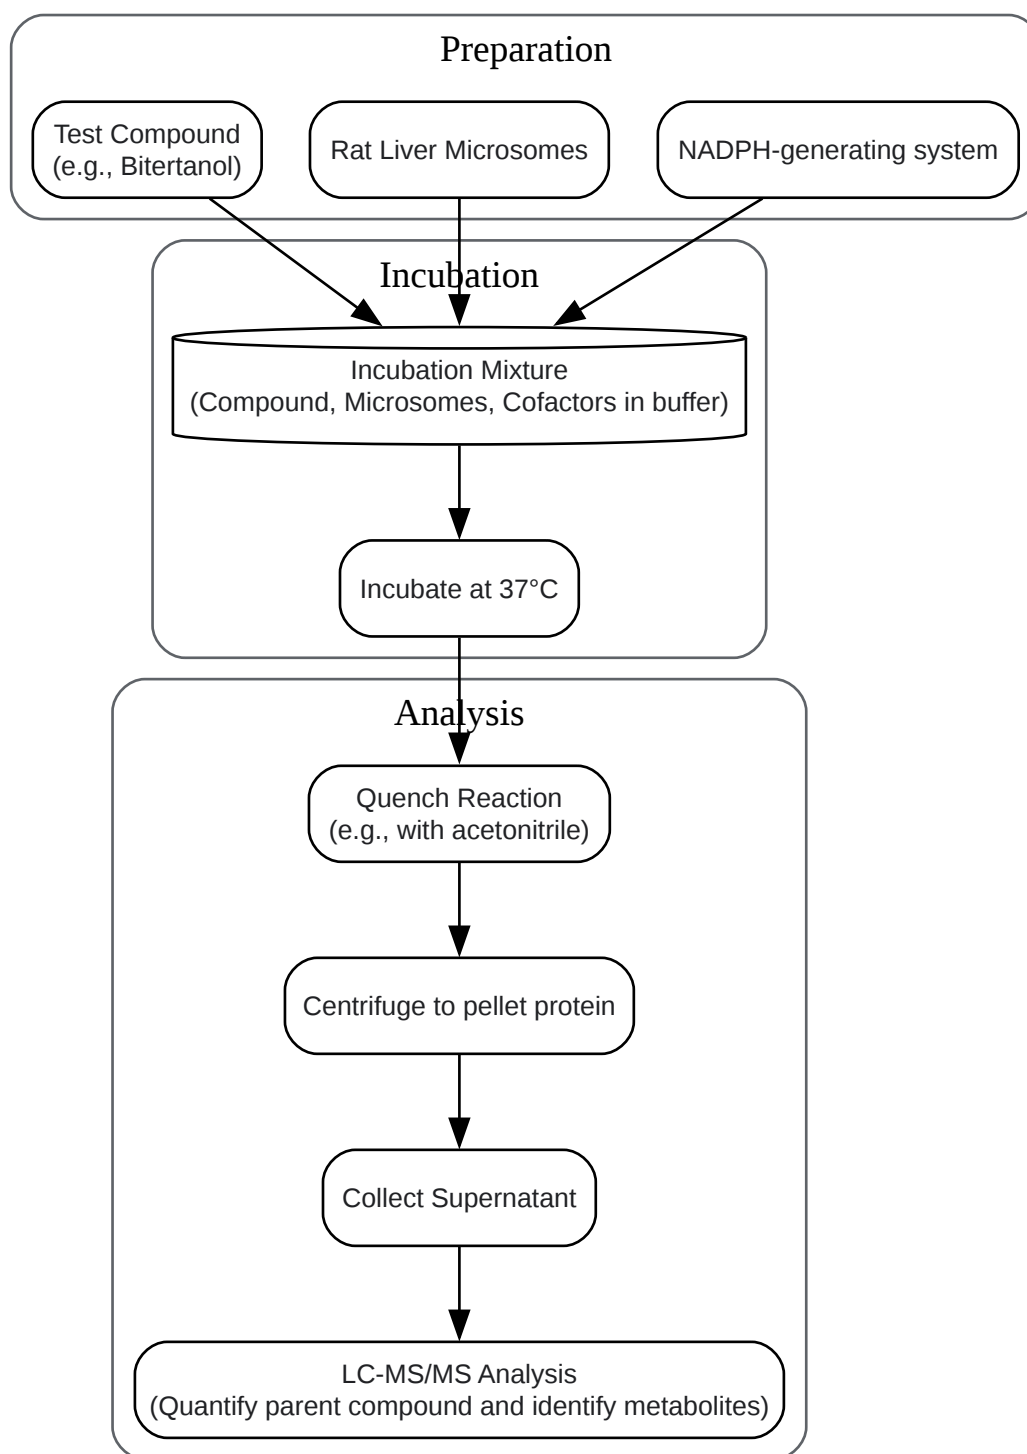 Preparation
Test Compound
(e.g., Bitertanol)
Rat Liver Microsomes
NADPH-generating system
Incubation
Incubation Mixture
(Compound, Microsomes, Cofactors in buffer)
Incubate at 37°C
Analysis
Quench Reaction
(e.g., with acetonitrile)
Centrifuge to pellet protein
Collect Supernatant
LC-MS/MS Analysis
(Quantify parent compound and identify metabolites)